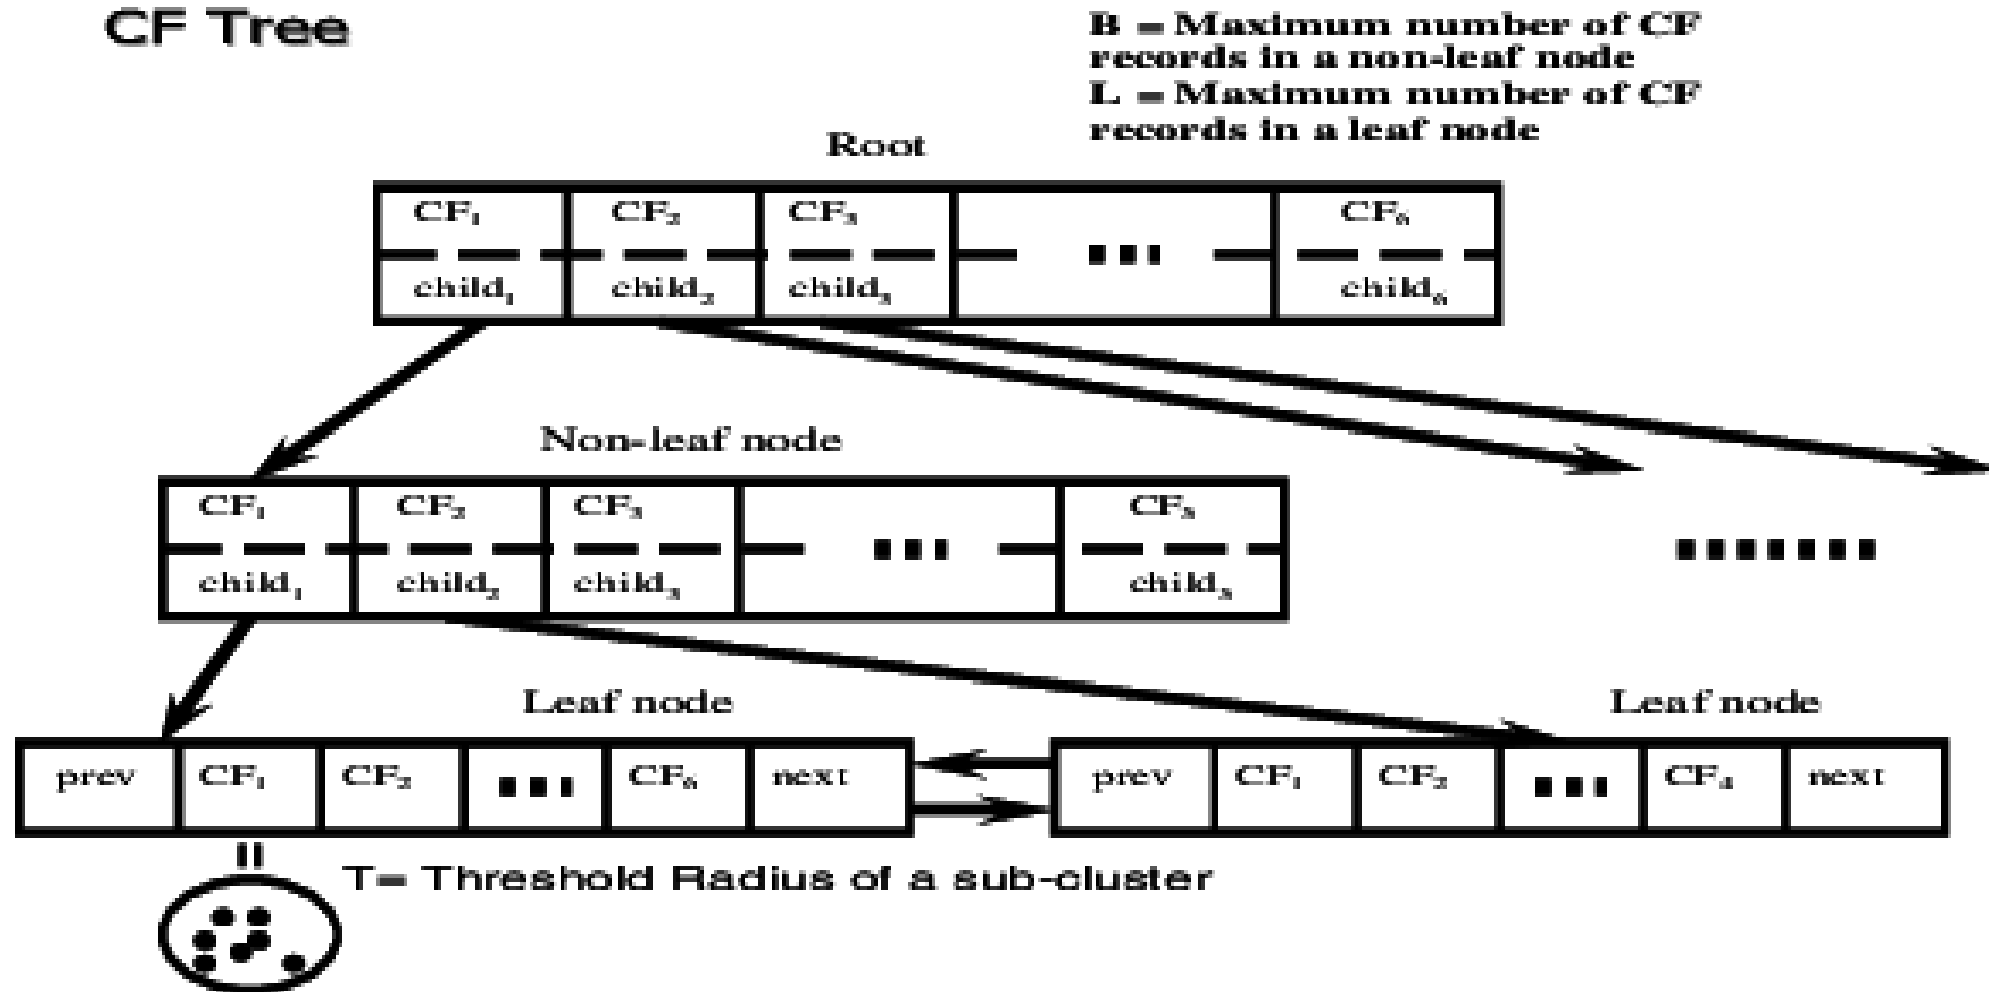 CF Tree
B = Maximum number of CF
records in a non-leaf node
L = Maximum number of CF
records in a leaf node
Root
CF₁ CF₂ CF₃ CF₆
child₁ child₂ child₃ child₆
Non-leaf node
CF₁ CF₂ CF₃ CF₅
child₁ child₂ child₃ child₅
Leaf node Leaf node
prev CF₁ CF₂ CF₆ next prev CF₁ CF₂ CF₄ next
T= Threshold Radius of a sub-cluster